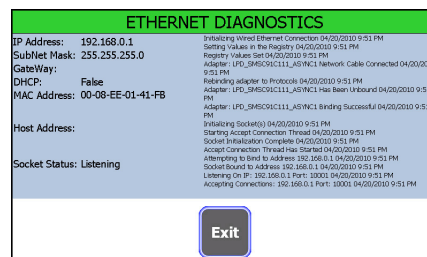 ETHERNET DIAGNOSTICS
IP Address: 192.168.0.1
SubNet Mask: 255.255.255.0
GateWay:
DHCP: False
MAC Address: 00-08-EE-01-41-FB
Host Address:
Socket Status: Listening
Initializing Wired Ethernet Connection 04/20/2010 9:51 PM
Setting Values in the Registry 04/20/2010 9:51 PM
Registry Values Set 04/20/2010 9:51 PM
Adapter: LPD_SMSC91C111_ASYNC1 Network Cable Connected 04/20/20
9:51 PM
Rebinding adapter to Protocols 04/20/2010 9:51 PM
Adapter: LPD_SMSC91C111_ASYNC1 Has Been Unbound 04/20/2010 9:5
PM
Adapter: LPD_SMSC91C111_ASYNC1 Binding Successful 04/20/2010 9:5
PM
Initializing Socket(s) 04/20/2010 9:51 PM
Starting Accept Connection Thread 04/20/2010 9:51 PM
Socket Initialization Complete 04/20/2010 9:51 PM
Accept Connection Thread Has Started 04/20/2010 9:51 PM
Attempting to Bind to Address 192.168.0.1 04/20/2010 9:51 PM
Socket Bound to Address 192.168.0.1 04/20/2010 9:51 PM
Listening On IP: 192.168.0.1 Port: 10001 04/20/2010 9:51 PM
Accepting Connections: 192.168.0.1 Port: 10001 04/20/2010 9:51 PM
Exit